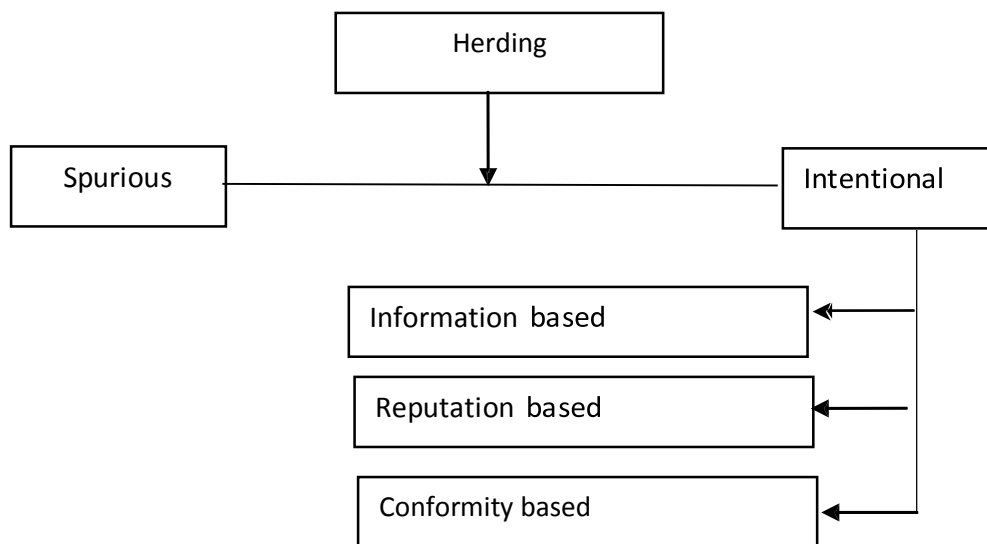 Herding
Spurious
Intentional
Information based
Reputation based
Conformity based